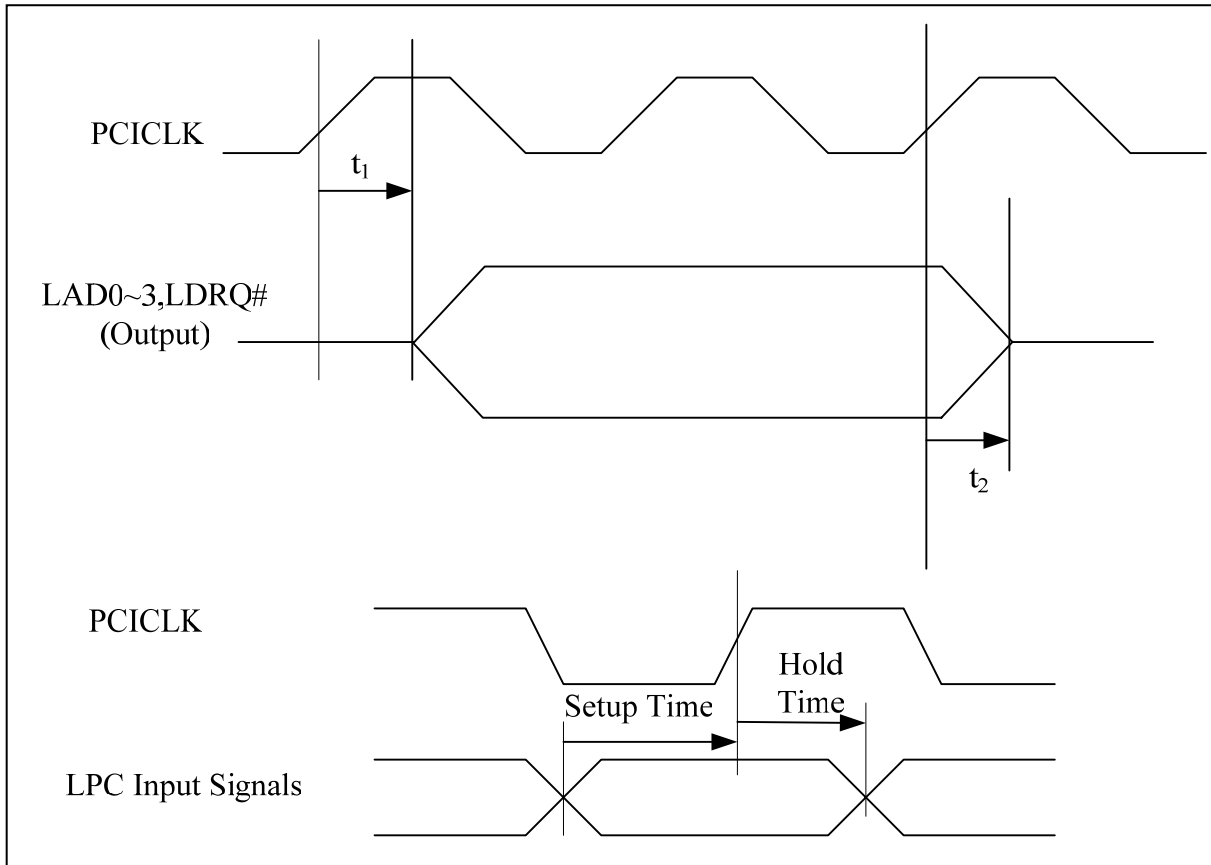 PCICLK
t₁
LAD0~3,LDRQ#
(Output)
t₂
PCICLK
Hold
Time
Setup Time
LPC Input Signals